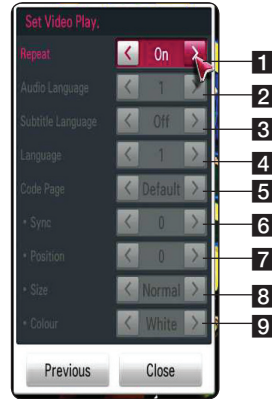 Set Video Play.
Repeat < On > 1
Audio Language < 1 > 2
Subtitle Language < Off > 3
Language < 1 > 4
Code Page < Default > 5
• Sync < 0 > 6
• Position < 0 > 7
• Size < Normal > 8
• Colour < White > 9
Previous Close